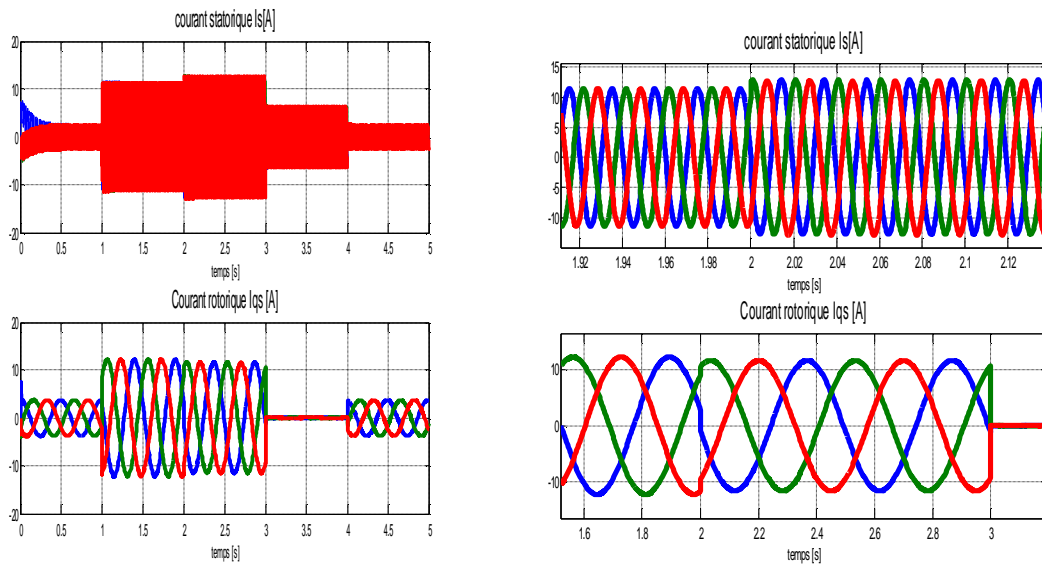 courant statorique Is[A]
20
10
0
-10
-20
0 0.5 1 1.5 2 2.5 3 3.5 4 4.5 5
temps [s]
Courant rotorique Iqs [A]
20
10
0
-10
-20
0 0.5 1 1.5 2 2.5 3 3.5 4 4.5 5
temps [s]
courant statorique Is[A]
15
10
5
0
-5
-10
1.92 1.94 1.96 1.98 2 2.02 2.04 2.06 2.08 2.1 2.12
temps [s]
Courant rotorique Iqs [A]
10
0
-10
1.6 1.8 2 2.2 2.4 2.6 2.8 3
temps [s]